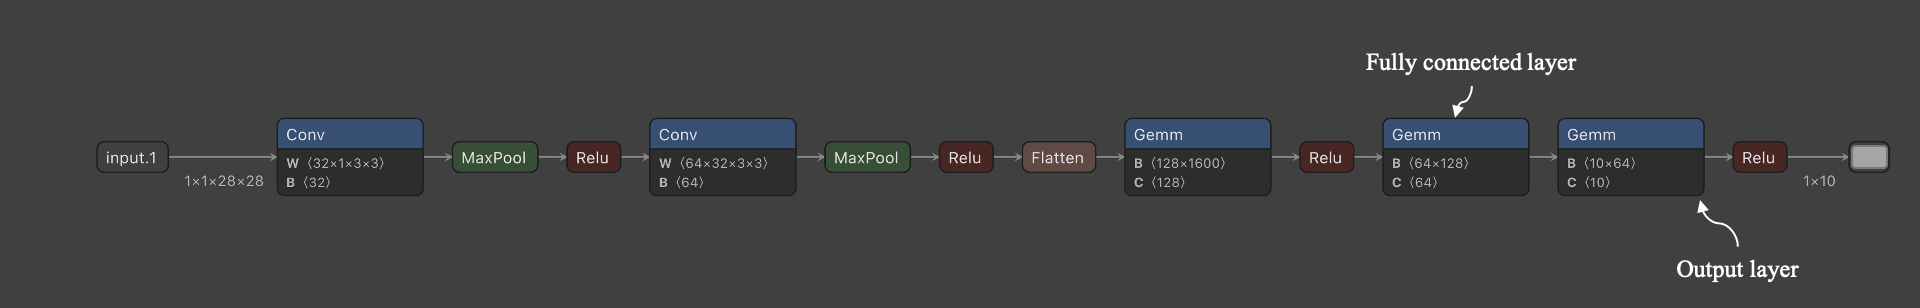 Fully connected layer
input.1
1×1×28×28
Conv
W ⟨32×1×3×3⟩
B ⟨32⟩
MaxPool
Relu
Conv
W ⟨64×32×3×3⟩
B ⟨64⟩
MaxPool
Relu
Flatten
Gemm
B ⟨128×1600⟩
C ⟨128⟩
Relu
Gemm
B ⟨64×128⟩
C ⟨64⟩
Gemm
B ⟨10×64⟩
C ⟨10⟩
Relu
1×10
Output layer